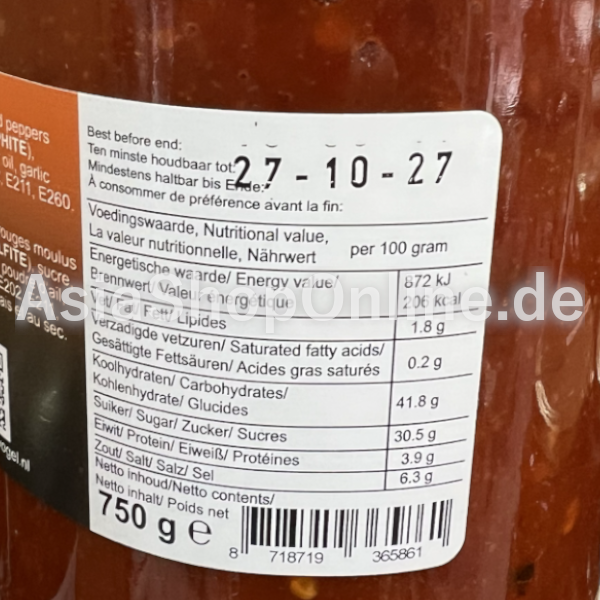 d peppers
HITE),
oil, garlic
E211, E260.
rouges moulus
LFITE), sucre,
Best before end:
Ten minste houdbaar tot:
Mindestens haltbar bis Ende:
À consommer de préférence avant la fin:
27-10-27
Voedingswaarde, Nutritional value,
La valeur nutritionnelle, Nährwert
per 100 gram
Energetische waarde/ Energy value/
Brennwert/ Valeur énergétique
872 kJ
206 kcal
Vet/ Fat/ Fett/ Lipides
1.8 g
Verzadigde vetzuren/ Saturated fatty acids/
Gesättigte Fettsäuren/ Acides gras saturés
0.2 g
Koolhydraten/ Carbohydrates/
Kohlenhydrate/ Glucides
41.8 g
Suiker/ Sugar/ Zucker/ Sucres
30.5 g
Eiwit/ Protein/ Eiweiß/ Protéines
3.9 g
Zout/ Salt/ Salz/ Sel
6.3 g
Netto inhoud/Netto contents/
Netto inhalt/ Poids net
750 g e
8 718719 365861
ogel.nl
AsiashopOnline.de